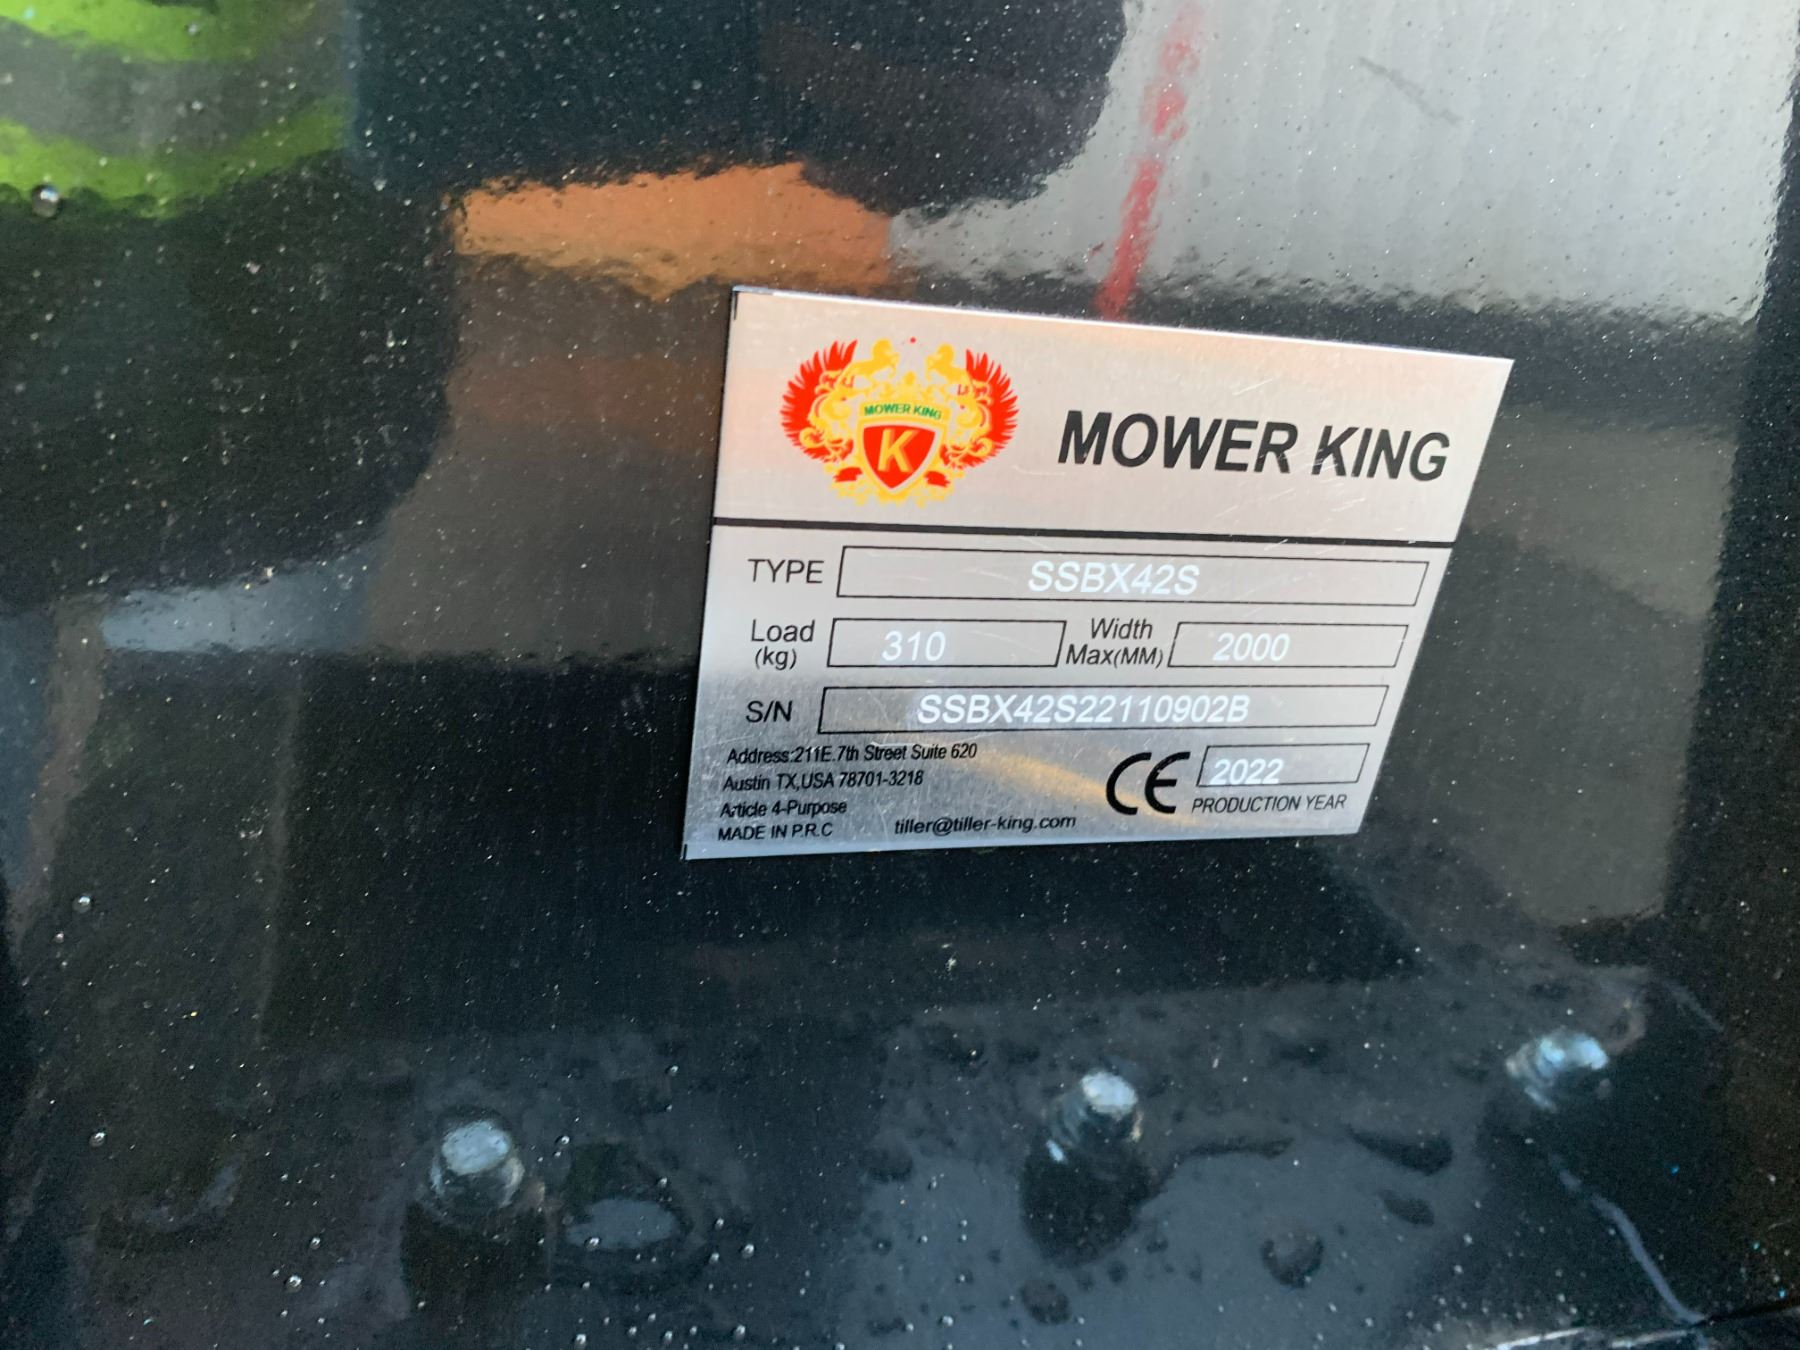 MOWER KING
K
MOWER KING
TYPE SSBX42S
Load (kg) 310 Width Max(MM) 2000
S/N SSBX42S22110902B
Address:211E.7th Street Suite 620
Austin TX,USA 78701-3218
Article 4-Purpose
MADE IN P.R.C tiller@tiller-king.com
CE 2022
PRODUCTION YEAR